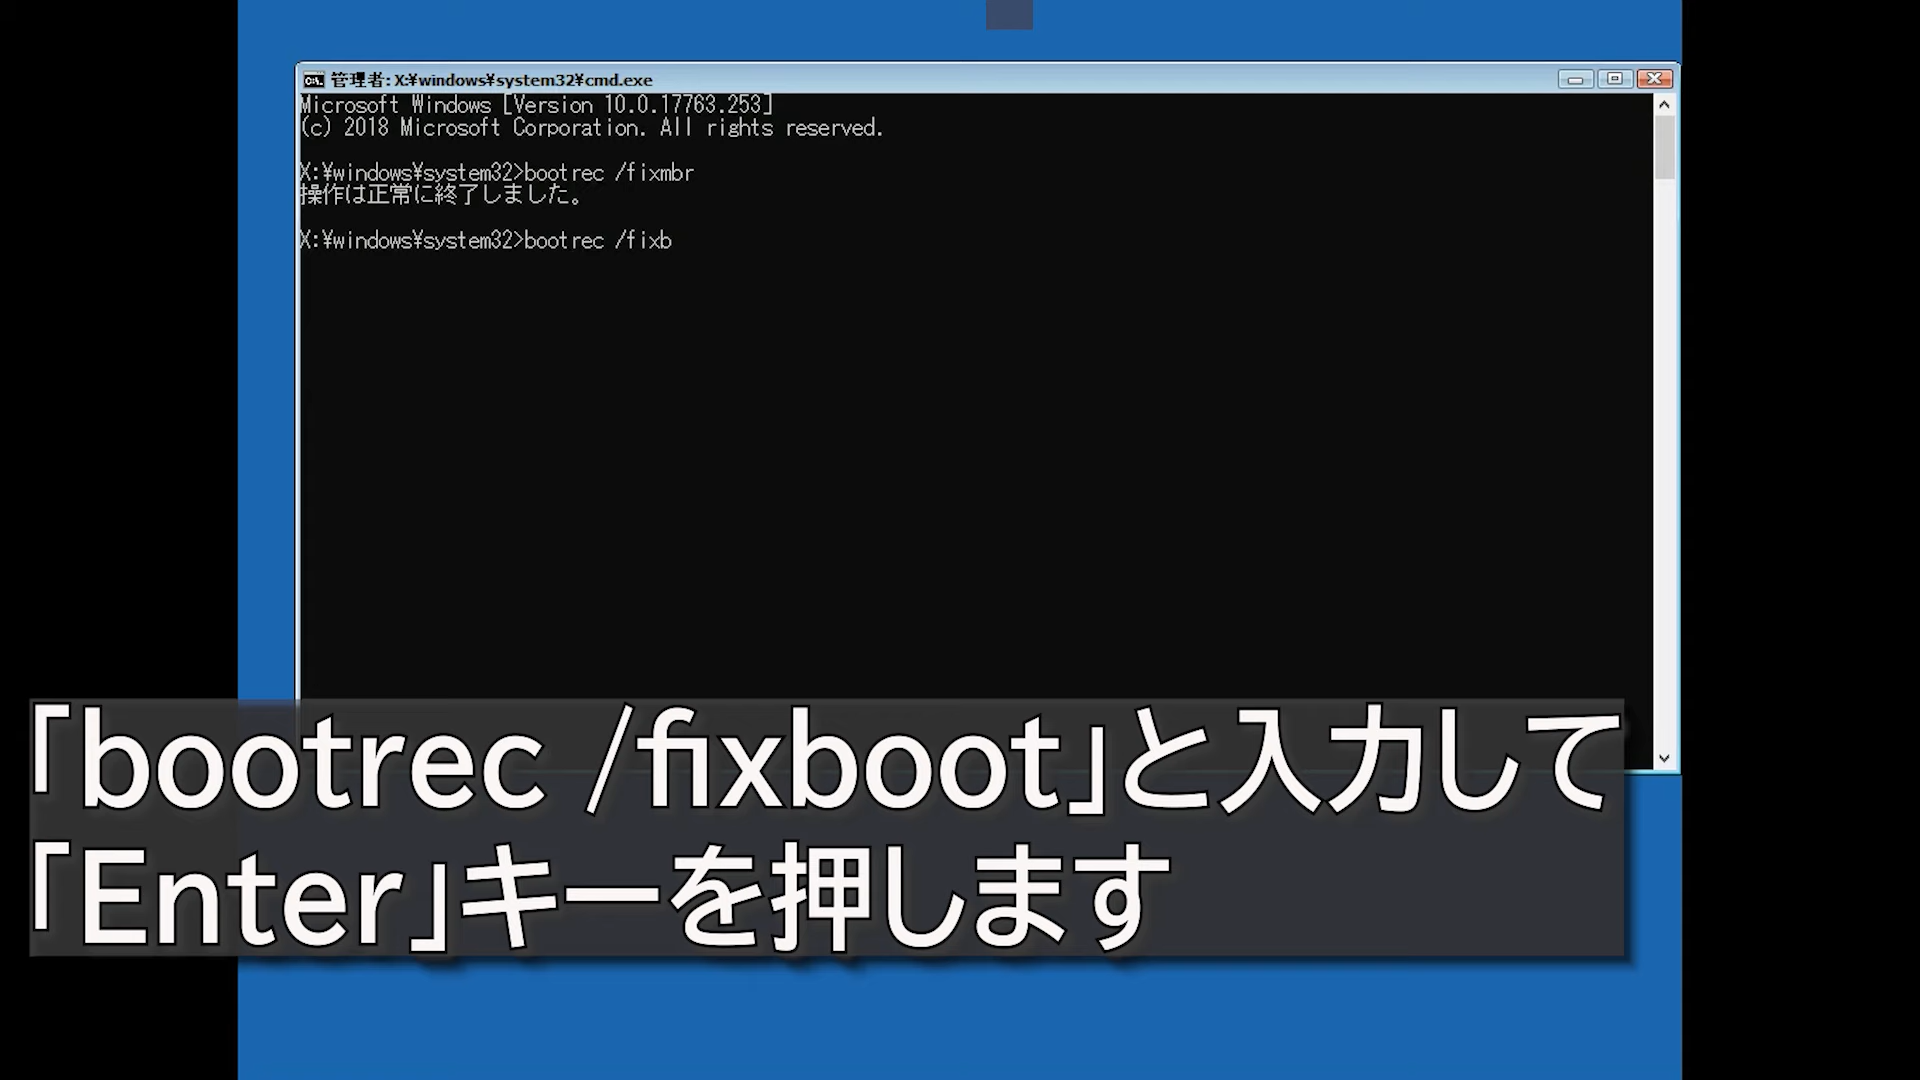 管理者: X:¥windows¥system32¥cmd.exe
Microsoft Windows [Version 10.0.17763.253]
(c) 2018 Microsoft Corporation. All rights reserved.
X:¥windows¥system32>bootrec /fixmbr
操作は正常に終了しました。
X:¥windows¥system32>bootrec /fixb
「bootrec /fixboot」と入力して
「Enter」キーを押します